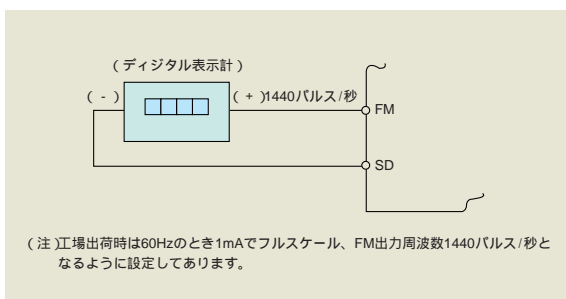 ( ディジタル表示計 )
( - )
( + )1440パルス/秒
FM
SD
( 注 )工場出荷時は60Hzのとき1mAでフルスケール、FM出力周波数1440パルス/秒と
なるように設定してあります。